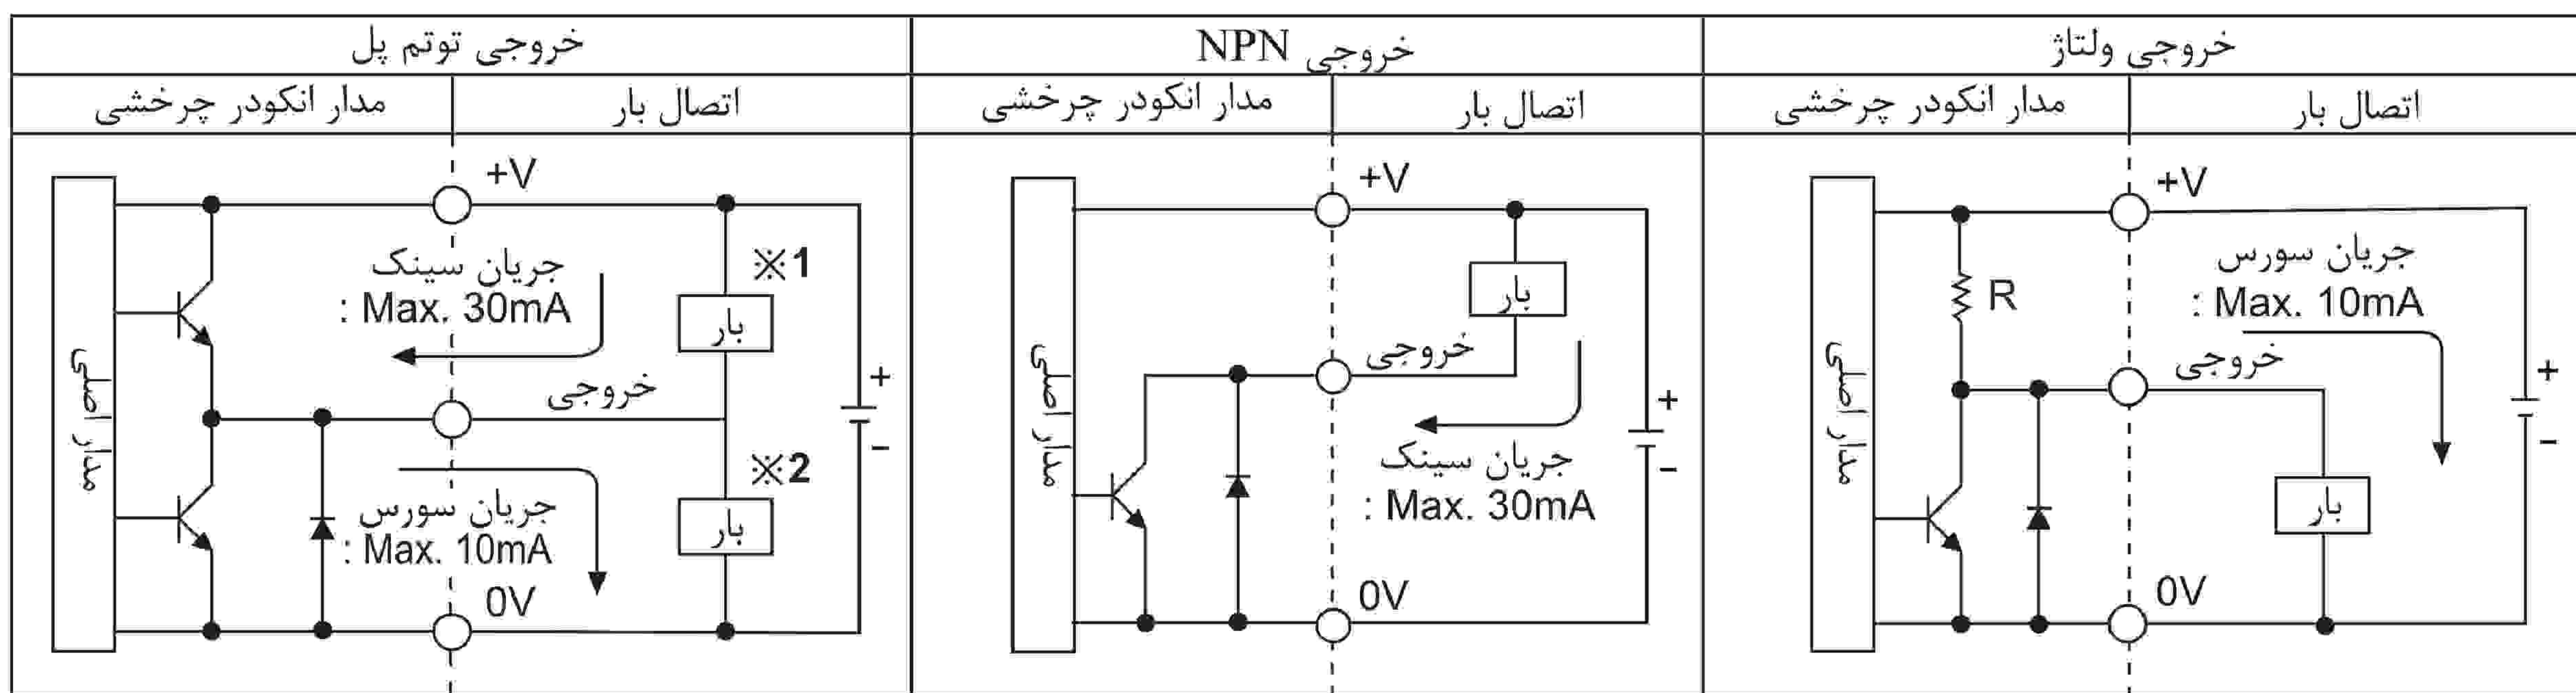 خروجی توتم پل
مدار انکودر چرخشی
اتصال بار
+V
※1
جریان سینک
: Max. 30mA
بار
مدار اصلی
خروجی
+
-
※2
جریان سورس
: Max. 10mA
بار
0V
خروجی NPN
مدار انکودر چرخشی
اتصال بار
+V
بار
مدار اصلی
خروجی
+
-
جریان سینک
: Max. 30mA
0V
خروجی ولتاژ
مدار انکودر چرخشی
اتصال بار
+V
جریان سورس
: Max. 10mA
R
مدار اصلی
خروجی
+
-
بار
0V